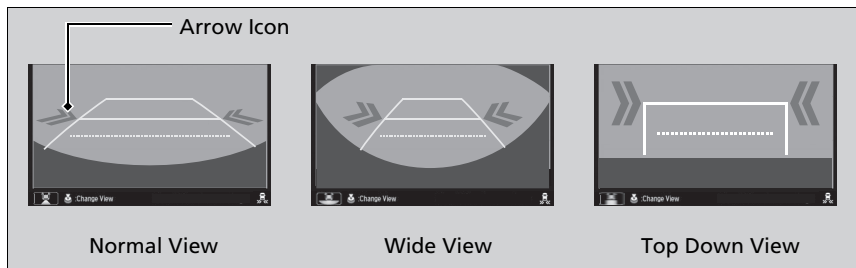 Arrow Icon
:Change View
:Change View
:Change View
Normal View
Wide View
Top Down View